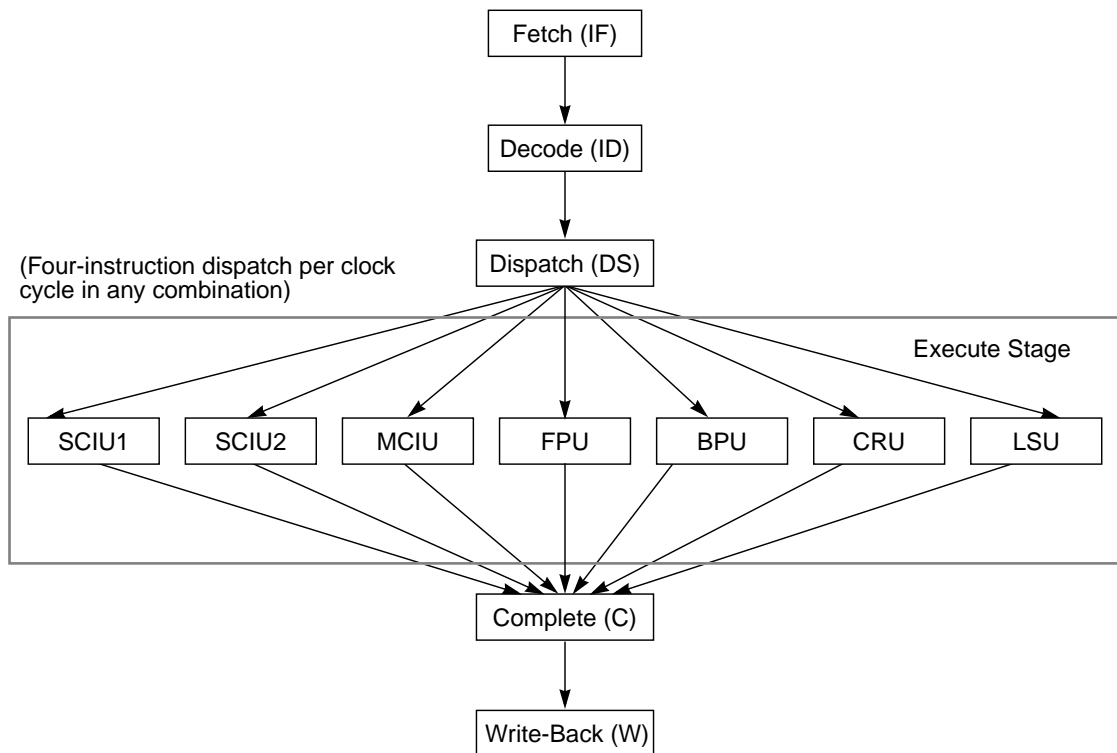 Fetch (IF)
Decode (ID)
Dispatch (DS)
(Four-instruction dispatch per clock
cycle in any combination)
Execute Stage
SCIU1
SCIU2
MCIU
FPU
BPU
CRU
LSU
Complete (C)
Write-Back (W)